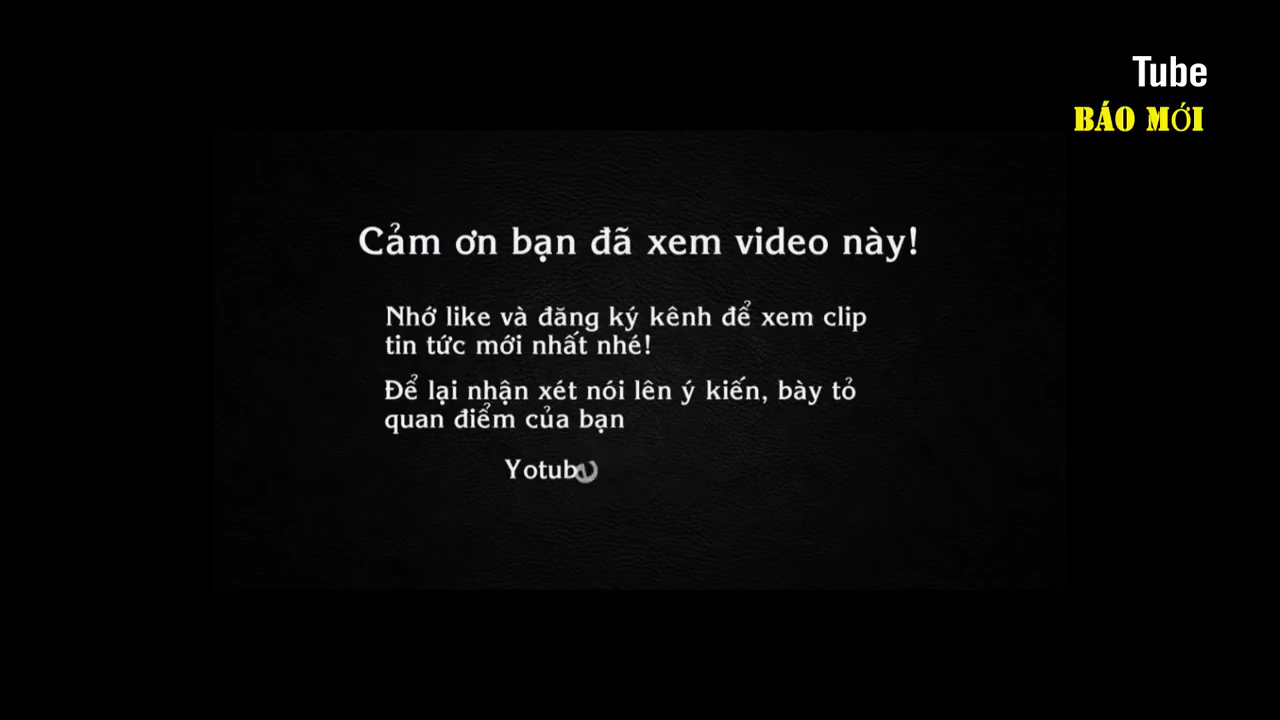 Tube
BÁO MỚI
Cảm ơn bạn đã xem video này!
Nhớ like và đăng ký kênh để xem clip
tin tức mới nhất nhé!
Để lại nhận xét nói lên ý kiến, bày tỏ
quan điểm của bạn
Yotube